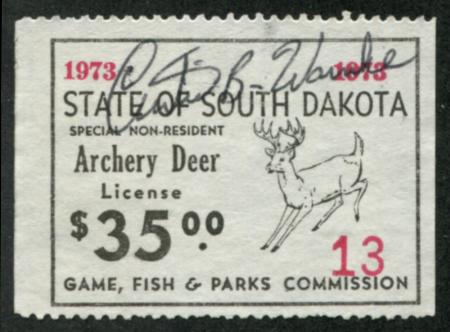 1973 1973
STATE OF SOUTH DAKOTA
SPECIAL NON-RESIDENT
Archery Deer
License
$35.00
13
GAME, FISH & PARKS COMMISSION